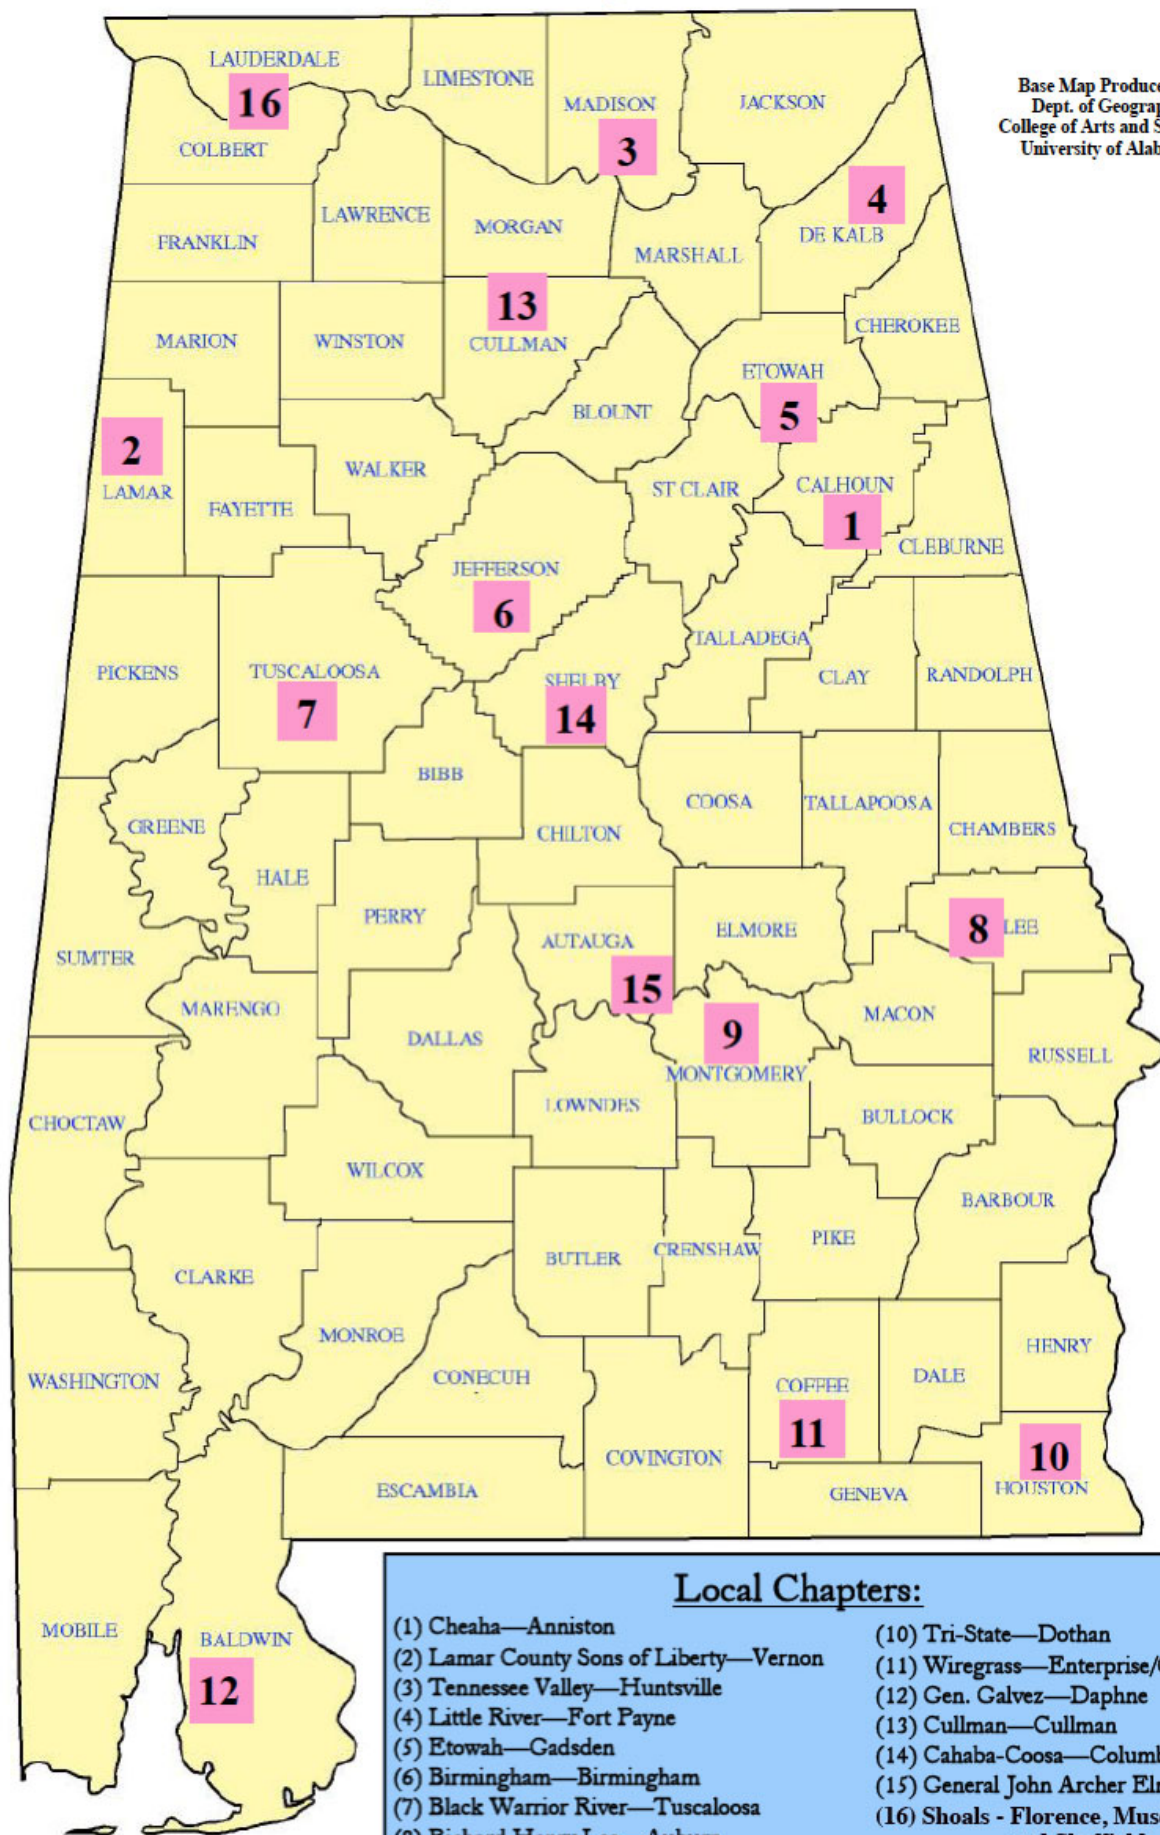 LAUDERDALE
LIMESTONE
MADISON
JACKSON
Base Map Produce
Dept. of Geograp
College of Arts and S
University of Alab
16
COLBERT
3
4
DE KALB
LAWRENCE
FRANKLIN
MORGAN
MARSHALL
13
CULLMAN
MARION
WINSTON
CHEROKEE
ETOWAH
5
BLOUNT
2
LAMAR
WALKER
FAYETTE
ST CLAIR
CALHOUN
1
CLEBURNE
JEFFERSON
6
TALLADEGA
PICKENS
TUSCALOOSA
7
SHELBY
14
CLAY
RANDOLPH
BIBB
GREENE
COOSA
TALLAPOOSA
CHILTON
CHAMBERS
HALE
PERRY
AUTAUGA
15
ELMORE
8
LEE
SUMTER
MARENGO
DALLAS
9
MONTGOMERY
MACON
RUSSELL
LOWNDES
BULLOCK
CHOCTAW
WILCOX
BARBOUR
BUTLER
CRENSHAW
PIKE
CLARKE
MONROE
CONECUH
HENRY
WASHINGTON
COFFEE
11
DALE
COVINGTON
10
HOUSTON
ESCAMBIA
GENEVA
MOBILE
BALDWIN
12
Local Chapters:
(1) Cheaha—Anniston
(2) Lamar County Sons of Liberty—Vernon
(3) Tennessee Valley—Huntsville
(4) Little River—Fort Payne
(5) Etowah—Gadsden
(6) Birmingham—Birmingham
(7) Black Warrior River—Tuscaloosa
(10) Tri-State—Dothan
(11) Wiregrass—Enterprise/
(12) Gen. Galvez—Daphne
(13) Cullman—Cullman
(14) Cahaba-Coosa—Columb
(15) General John Archer El
(16) Shoals - Florence, Mus